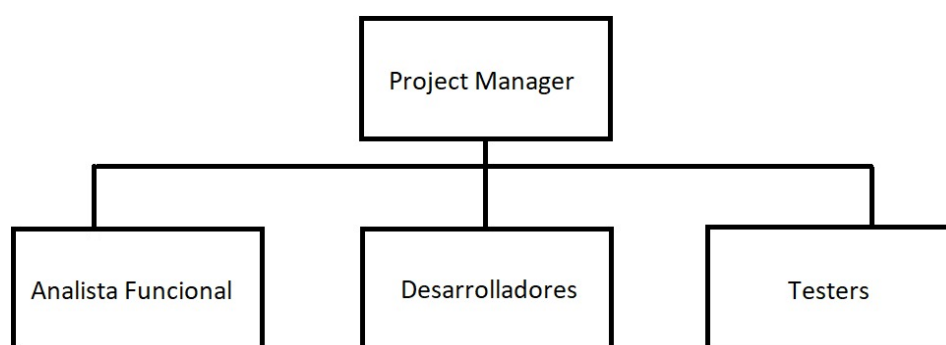 Project Manager
Analista Funcional
Desarrolladores
Testers